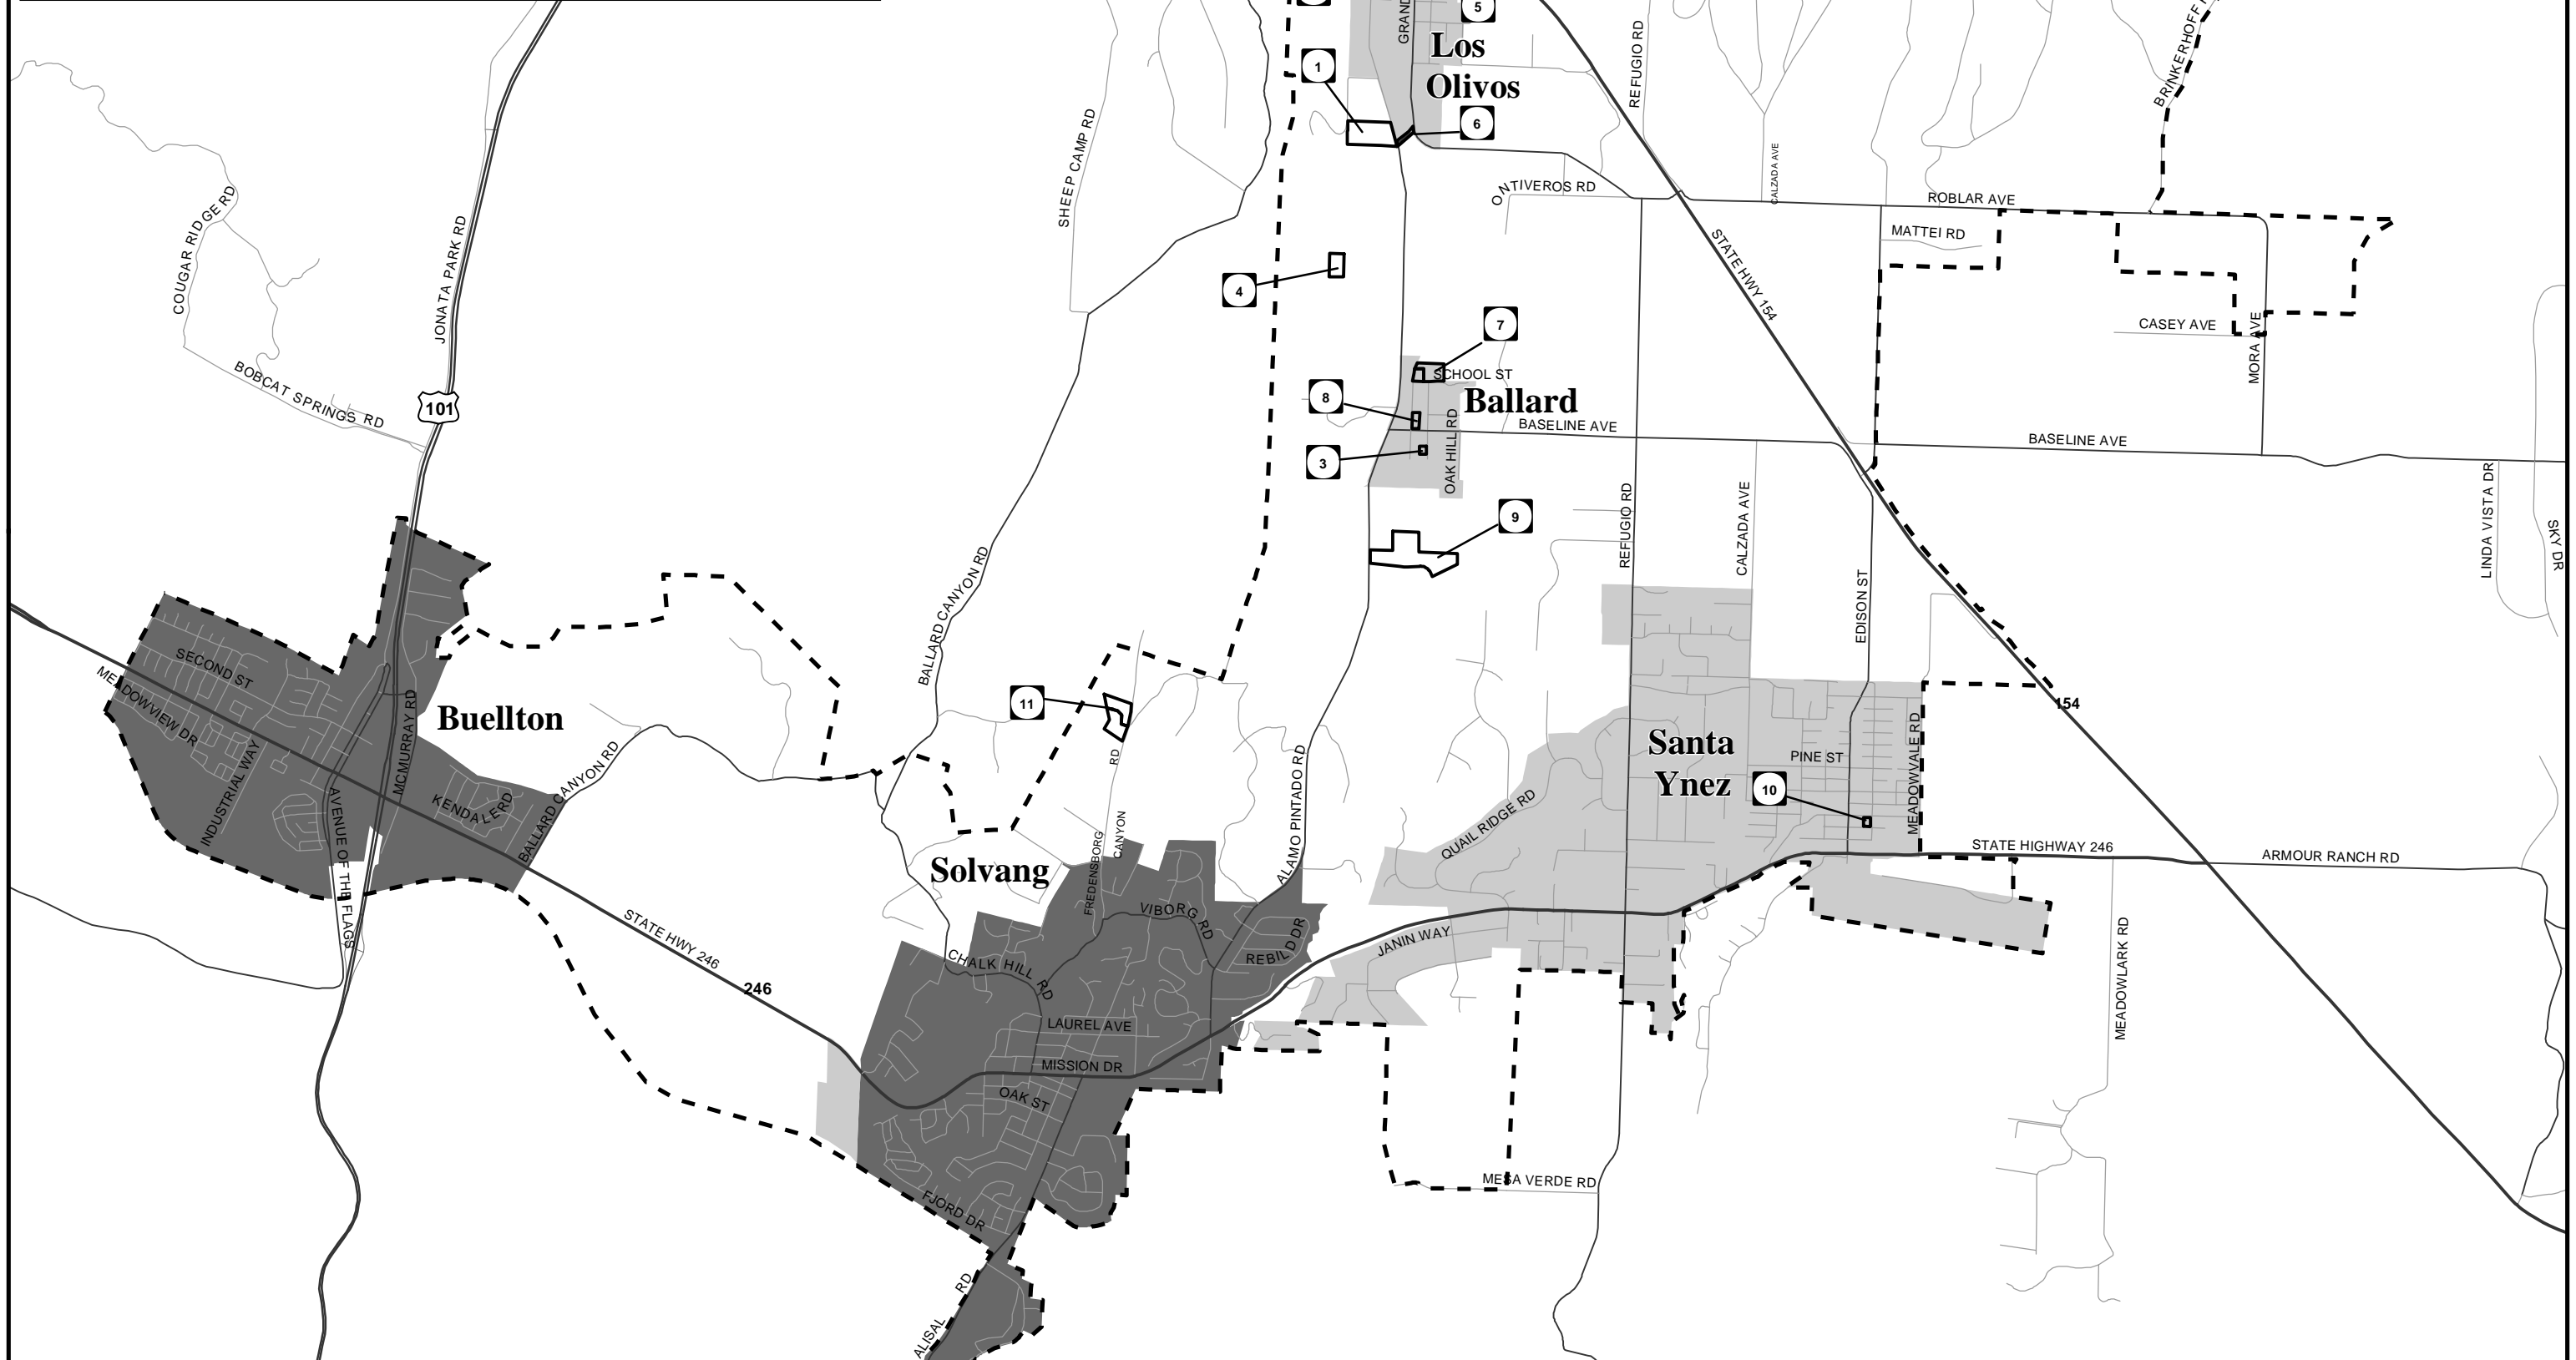 GRAND
5
Los
Olivos
1
6
REFUGIO RD
BRINKERHOFF
SHEEP CAMP RD
CALZADA AVE
ONTIVEROS RD
ROBLAR AVE
MATTEI RD
COUGAR RIDGE RD
JONATA PARK RD
STATE HWY 154
4
7
CASEY AVE
MORA AVE
SCHOOL ST
BOBCAT SPRINGS RD
101
8
Ballard
BASELINE AVE
BASELINE AVE
OAK HILL RD
3
REFUGIO RD
CALZADA AVE
LINDA VISTA DR
SKY DR
9
BALLARD CANYON RD
EDISON ST
SECOND ST
MEADOWVIEW DR
Buellton
MCMURRAY RD
11
RD
154
Santa
Ynez
PINE ST
MEADOWVALE RD
10
INDUSTRIAL WAY
AVENUE OF THE FLAGS
KENDALE RD
BALLARD CANYON RD
ALAMO PINTADO RD
QUAIL RIDGE RD
FREDENSBORG
CANYON
STATE HIGHWAY 246
ARMOUR RANCH RD
Solvang
VIBORG RD
REBILD DR
JANIN WAY
STATE HWY 246
CHALK HILL RD
246
MEADOWLARK RD
LAUREL AVE
MISSION DR
OAK ST
MESA VERDE RD
FJORD DR
ALISAL RD